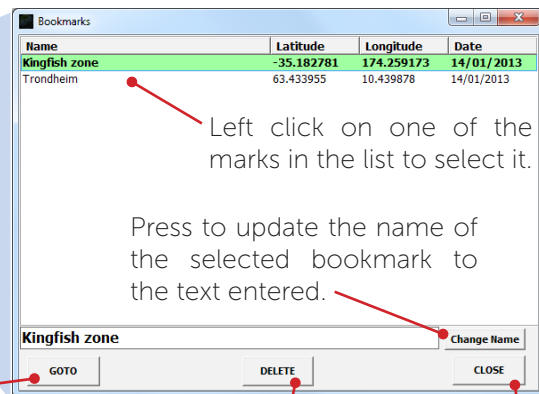 Bookmarks
Name Latitude Longitude Date
Kingfish zone -35.182781 174.259173 14/01/2013
Trondheim 63.433955 10.439878 14/01/2013
Left click on one of the
marks in the list to select it.
Press to update the name of
the selected bookmark to
the text entered.
Kingfish zone Change Name
GOTO DELETE CLOSE